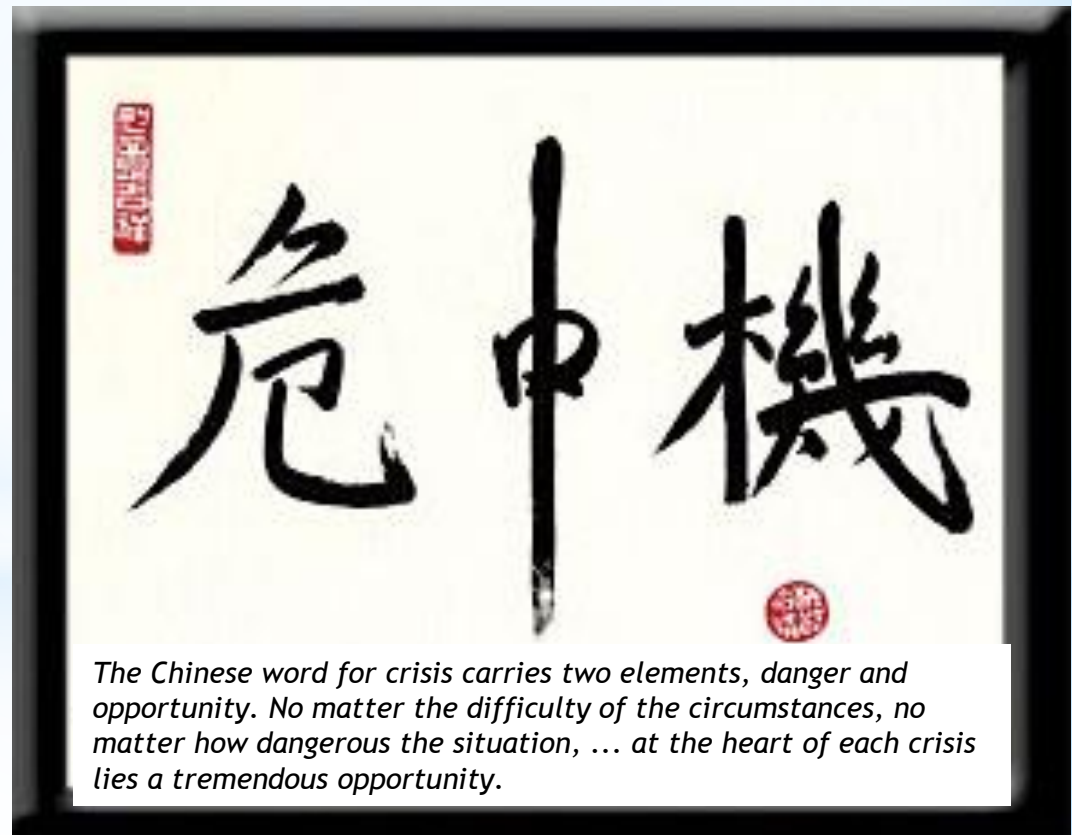 危中機
The Chinese word for crisis carries two elements, danger and
opportunity. No matter the difficulty of the circumstances, no
matter how dangerous the situation, ... at the heart of each crisis
lies a tremendous opportunity.